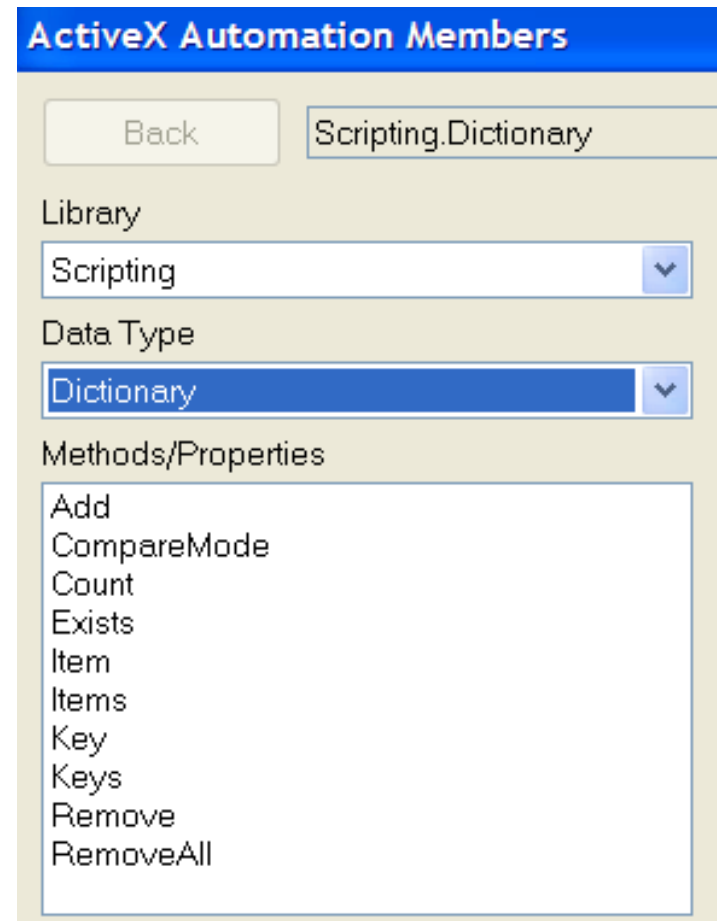 ActiveX Automation Members
Back
Scripting.Dictionary
Library
Scripting
Data Type
Dictionary
Methods/Properties
Add
CompareMode
Count
Exists
Item
Items
Key
Keys
Remove
RemoveAll